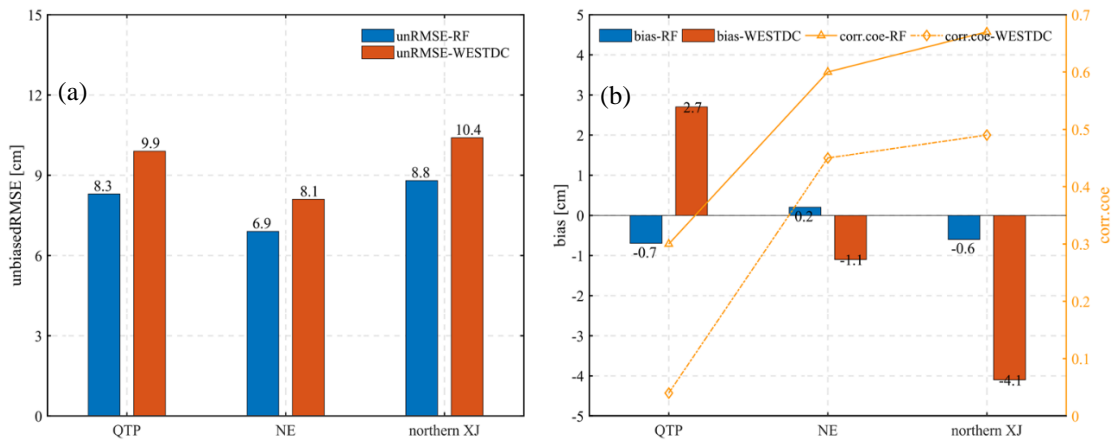 15
12
9
6
3
0
unbiasedRMSE [cm]
(a)
unRMSE-RF
unRMSE-WESTDC
8.3
9.9
6.9
8.1
8.8
10.4
QTP
NE
northern XJ
5
4
3
2
1
0
-1
-2
-3
-4
-5
bias [cm]
(b)
bias-RF
bias-WESTDC
corr.coe-RF
corr.coe-WESTDC
-0.7
2.7
0.2
-1.1
-0.6
-4.1
QTP
NE
northern XJ
0.7
0.6
0.5
0.4
0.3
0.2
0.1
0
corr.coe